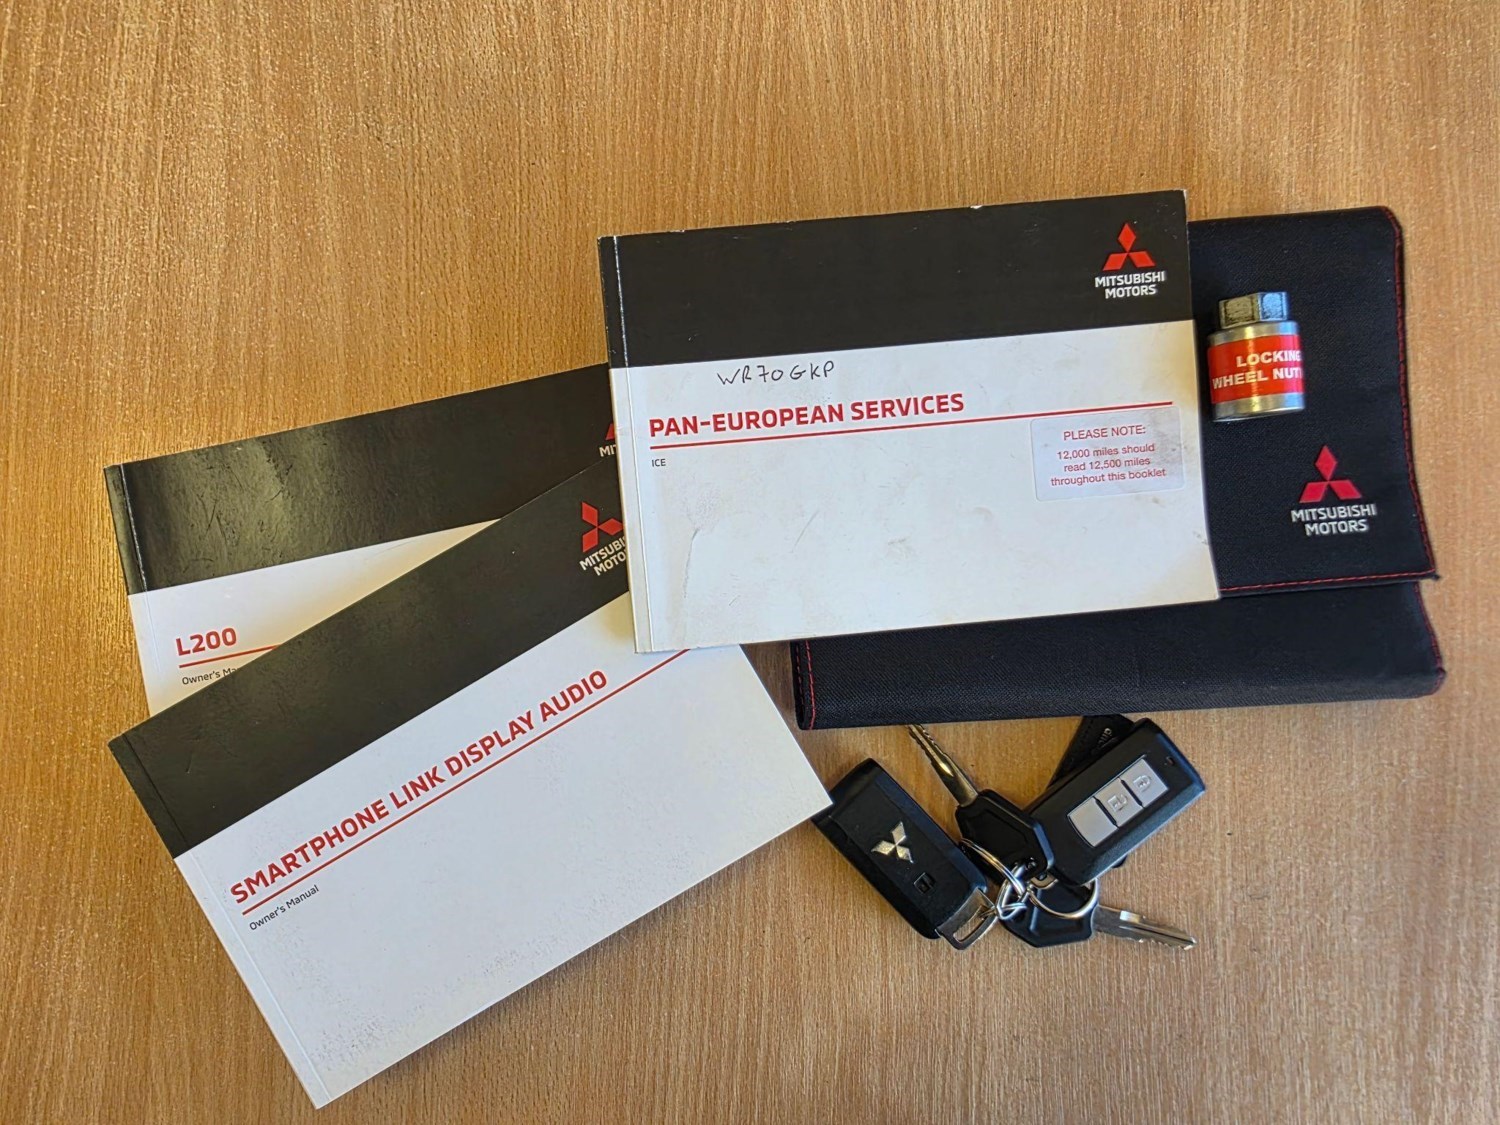 MITSUBISHI
MOTORS
WR70GKP
PAN-EUROPEAN SERVICES
ICE
PLEASE NOTE:
12,000 miles should
read 12,500 miles
throughout this booklet
LOCKING
WHEEL NUT
MITSUBISHI
MOTORS
L200
Owner's
SMARTPHONE LINK DISPLAY AUDIO
Owner's Manual